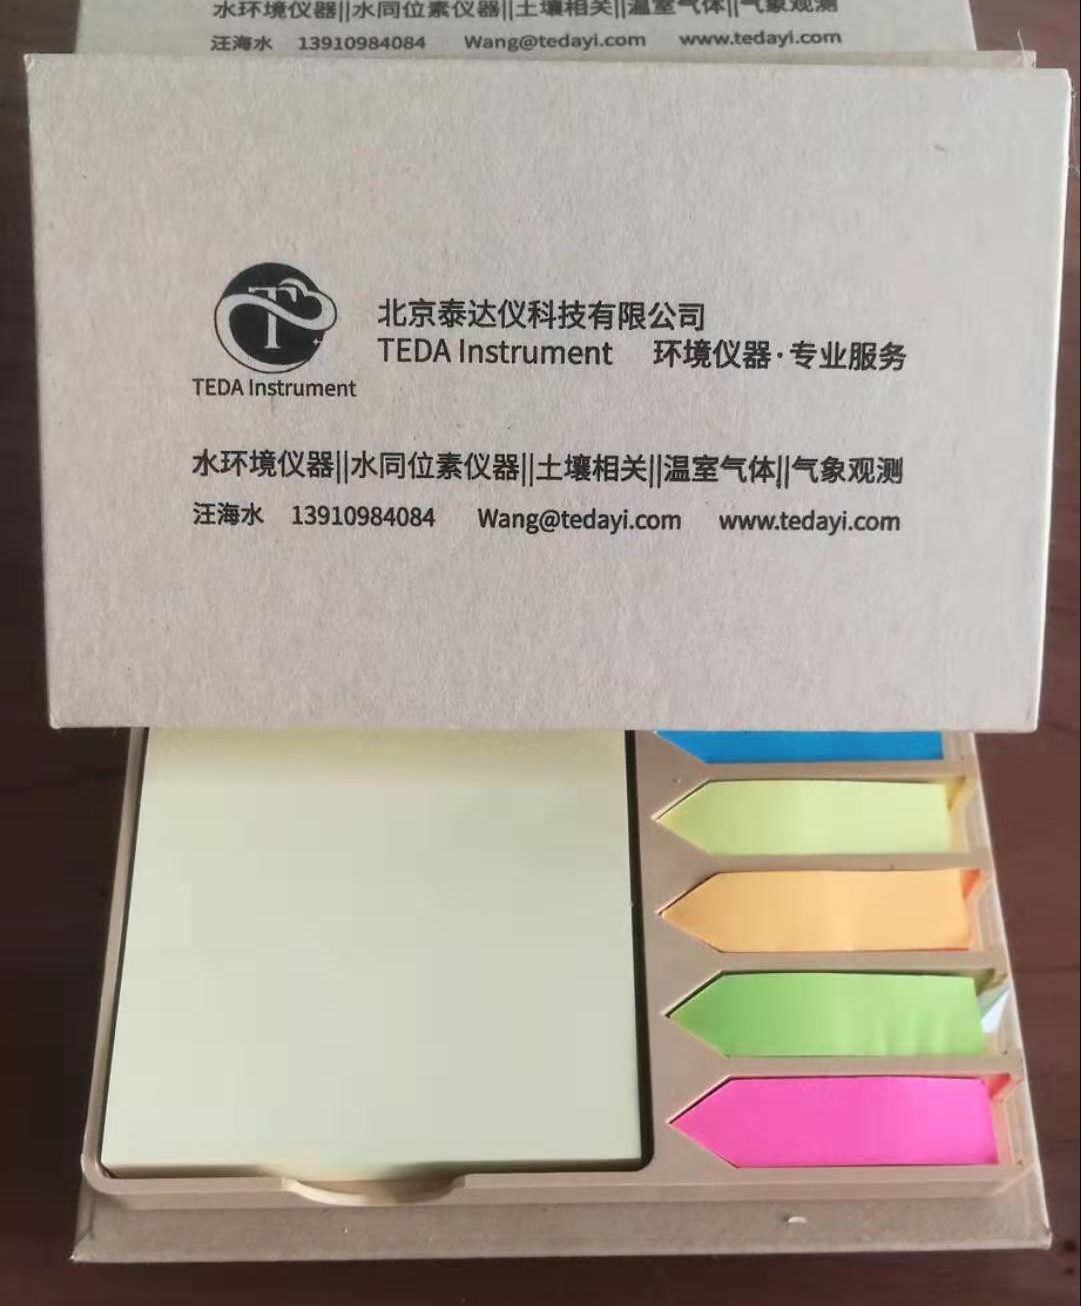 水环境仪器||水同位素仪器||土壤相关||温室气体||气象观测
汪海水 13910984084 Wang@tedayi.com www.tedayi.com
T
TEDA Instrument
北京泰达仪科技有限公司
TEDA Instrument 环境仪器·专业服务
水环境仪器||水同位素仪器||土壤相关||温室气体||气象观测
汪海水 13910984084 Wang@tedayi.com www.tedayi.com